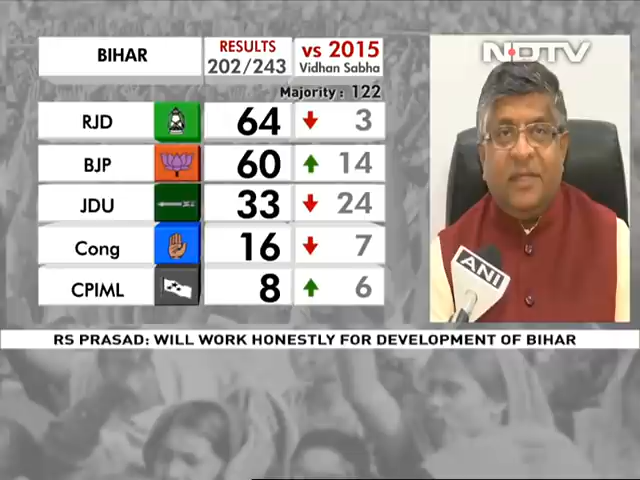 BIHAR
RESULTS
202/243
vs 2015
Vidhan Sabha
Majority : 122
RJD 64 3
BJP 60 14
JDU 33 24
Cong 16 7
CPIML 8 6
NDTV
ANI
RS PRASAD: WILL WORK HONESTLY FOR DEVELOPMENT OF BIHAR